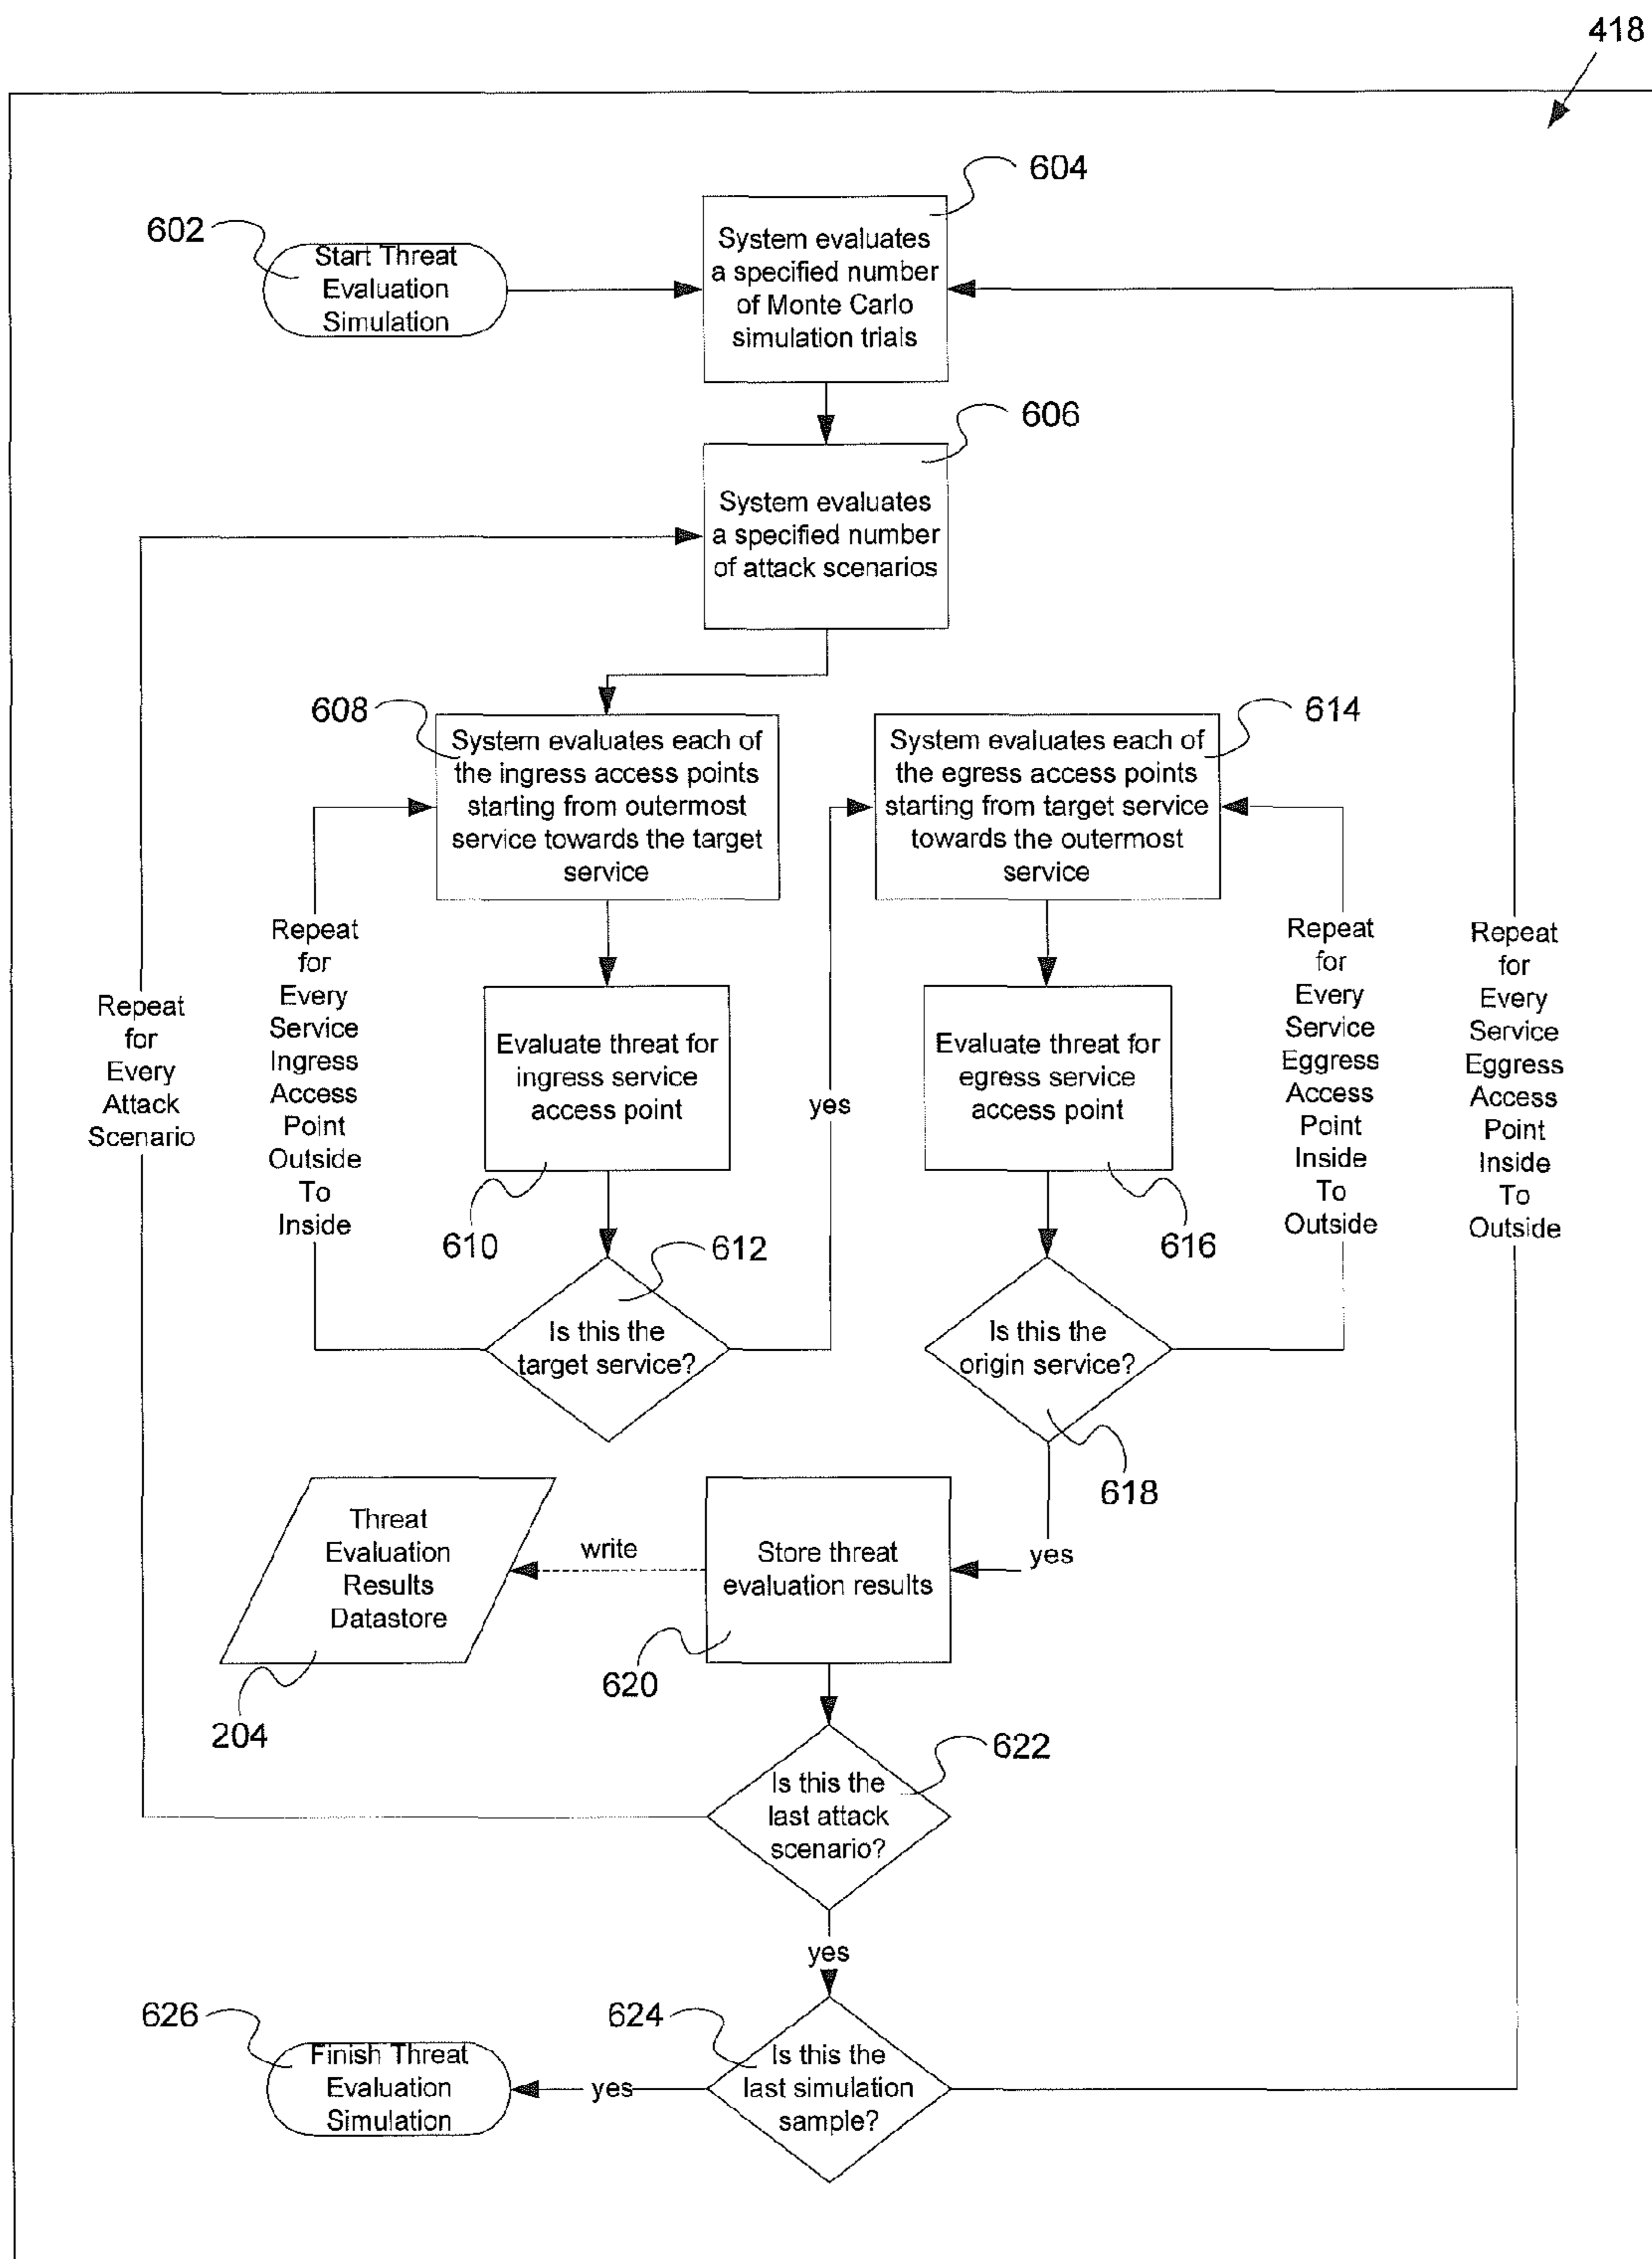 418
604
602
Start Threat
Evaluation
Simulation
System evaluates
a specified number
of Monte Carlo
simulation trials
606
System evaluates
a specified number
of attack scenarios
608
System evaluates each of
the ingress access points
starting from outermost
service towards the target
service
614
System evaluates each of
the egress access points
starting from target service
towards the outermost
service
Repeat
for
Every
Attack
Scenario
Repeat
for
Every
Service
Ingress
Access
Point
Outside
To
Inside
Evaluate threat for
ingress service
access point
610
yes
Evaluate threat for
egress service
access point
616
Repeat
for
Every
Service
Eggress
Access
Point
Inside
To
Outside
Repeat
for
Every
Service
Eggress
Access
Point
Inside
To
Outside
612
Is this the
target service?
Is this the
origin service?
618
yes
Threat
Evaluation
Results
Datastore
204
write
Store threat
evaluation results
620
622
Is this the
last attack
scenario?
yes
626
Finish Threat
Evaluation
Simulation
yes
624
Is this the
last simulation
sample?